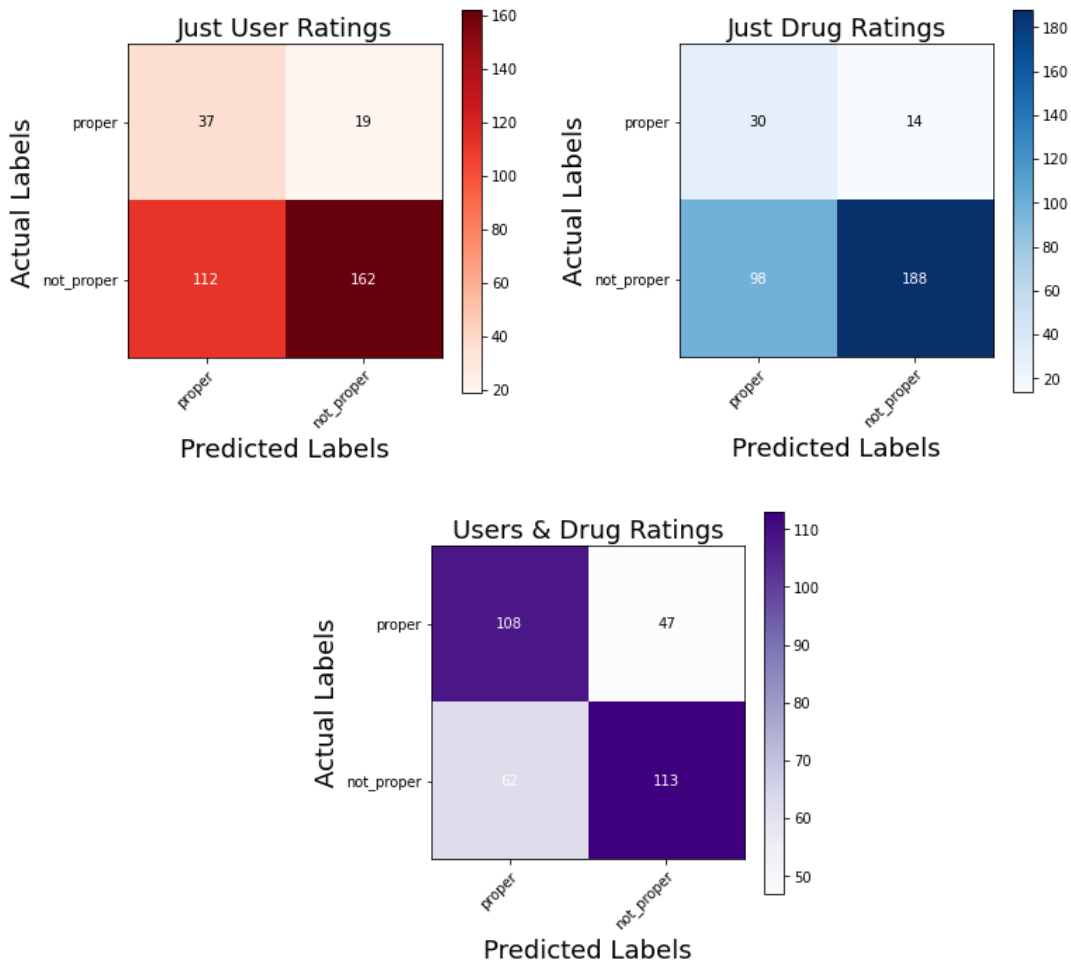 Just User Ratings
160
140
120
100
80
60
40
20
Actual Labels
proper
37
19
not_proper
112
162
proper
not_proper
Predicted Labels
Just Drug Ratings
180
160
140
120
100
80
60
40
20
Actual Labels
proper
30
14
not_proper
98
188
proper
not_proper
Predicted Labels
Users & Drug Ratings
110
100
90
80
70
60
50
Actual Labels
proper
108
47
not_proper
62
113
proper
not_proper
Predicted Labels